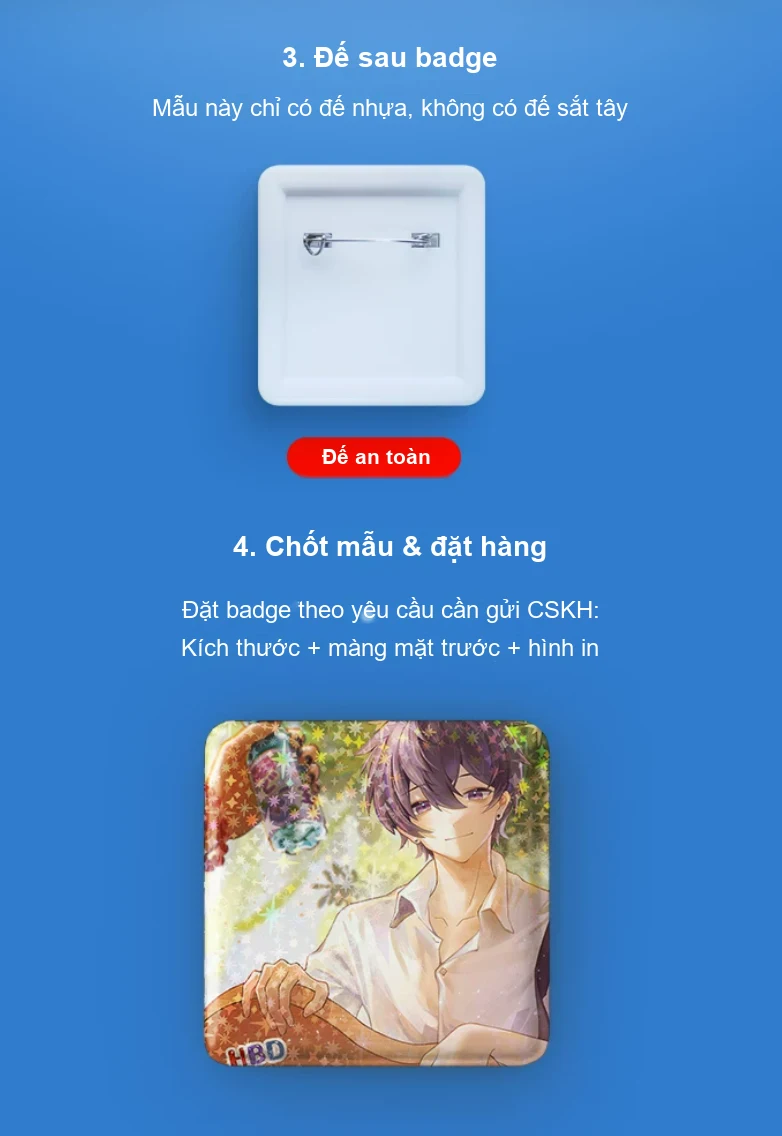 3. Đế sau badge
Mẫu này chỉ có đế nhựa, không có đế sắt tây
Đế an toàn
4. Chốt mẫu & đặt hàng
Đặt badge theo yêu cầu cần gửi CSKH:
Kích thước + màng mặt trước + hình in
HBD